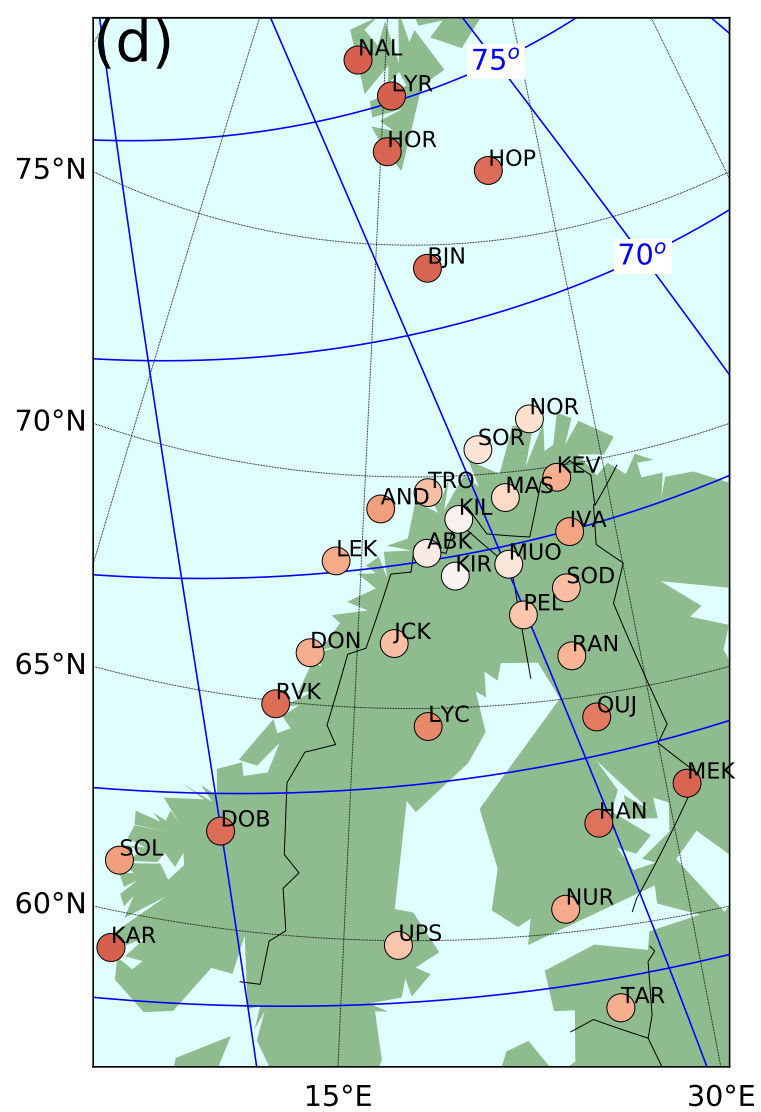 (d)
NAL
75°
LYR
HOR
HOP
75°N
70°
BJN
NOR
70°N
SOR
KEV
TRO
MAS
AND
KIL
IVA
ABK
LEK
MUO
KIR
SOD
PEL
JCK
DON
RAN
65°N
RVK
OUJ
LYC
MEK
HAN
DOB
SOL
NUR
60°N
UPS
KAR
TAR
15°E
30°E